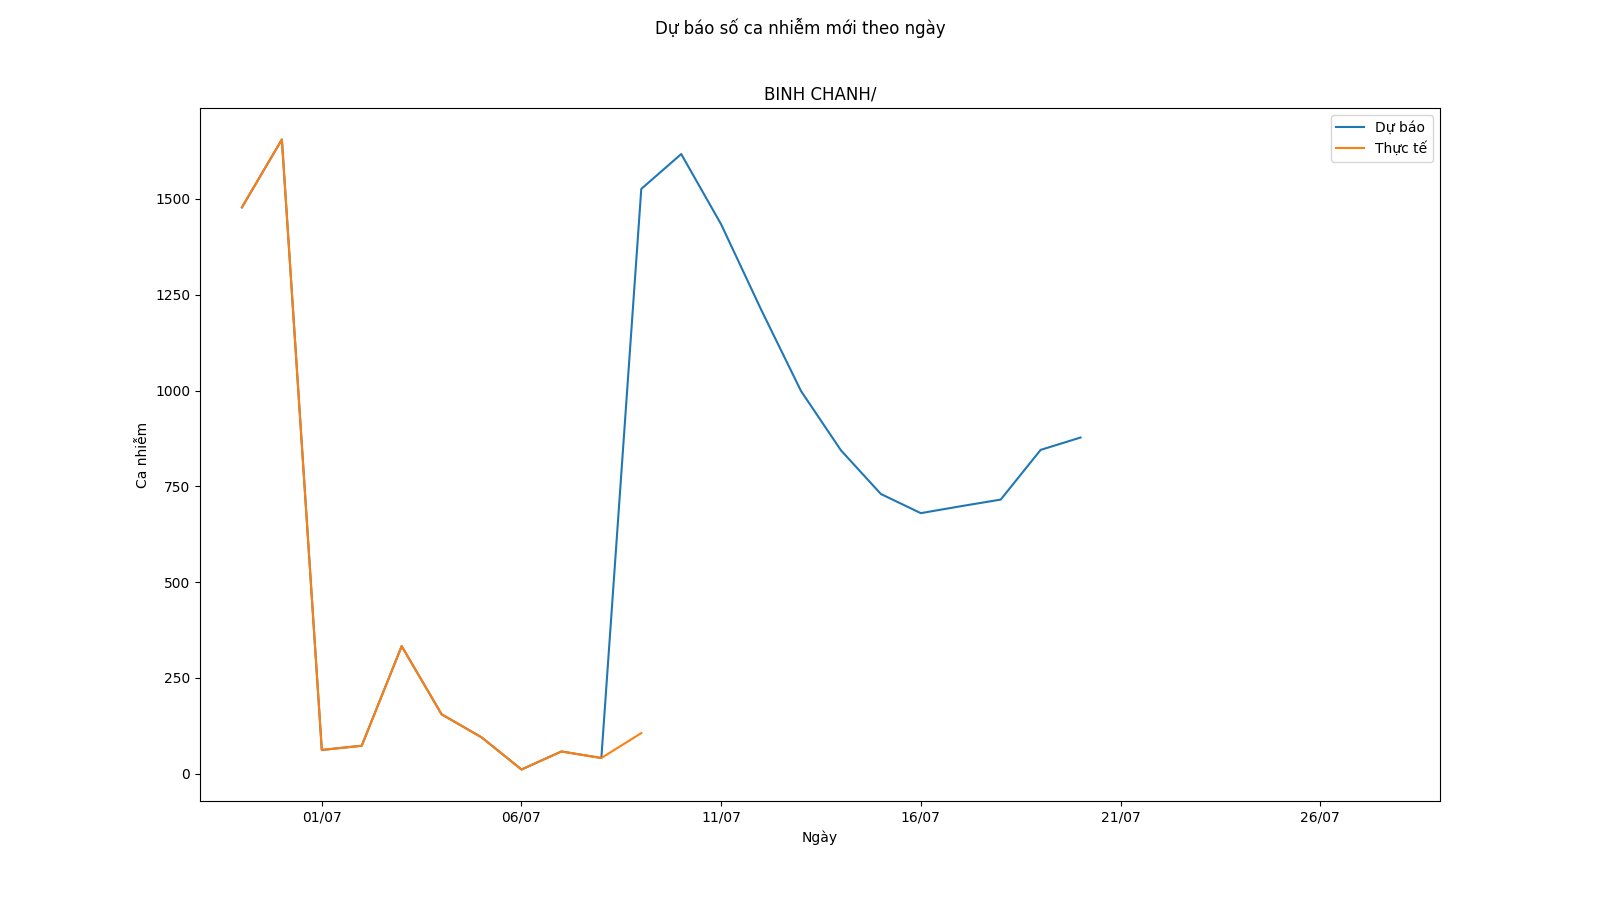 Dự báo số ca nhiễm mới theo ngày
BINH CHANH/
Dự báo
Thực tế
1500
1250
1000
750
500
250
0
Ca nhiễm
01/07
06/07
11/07
16/07
21/07
26/07
Ngày